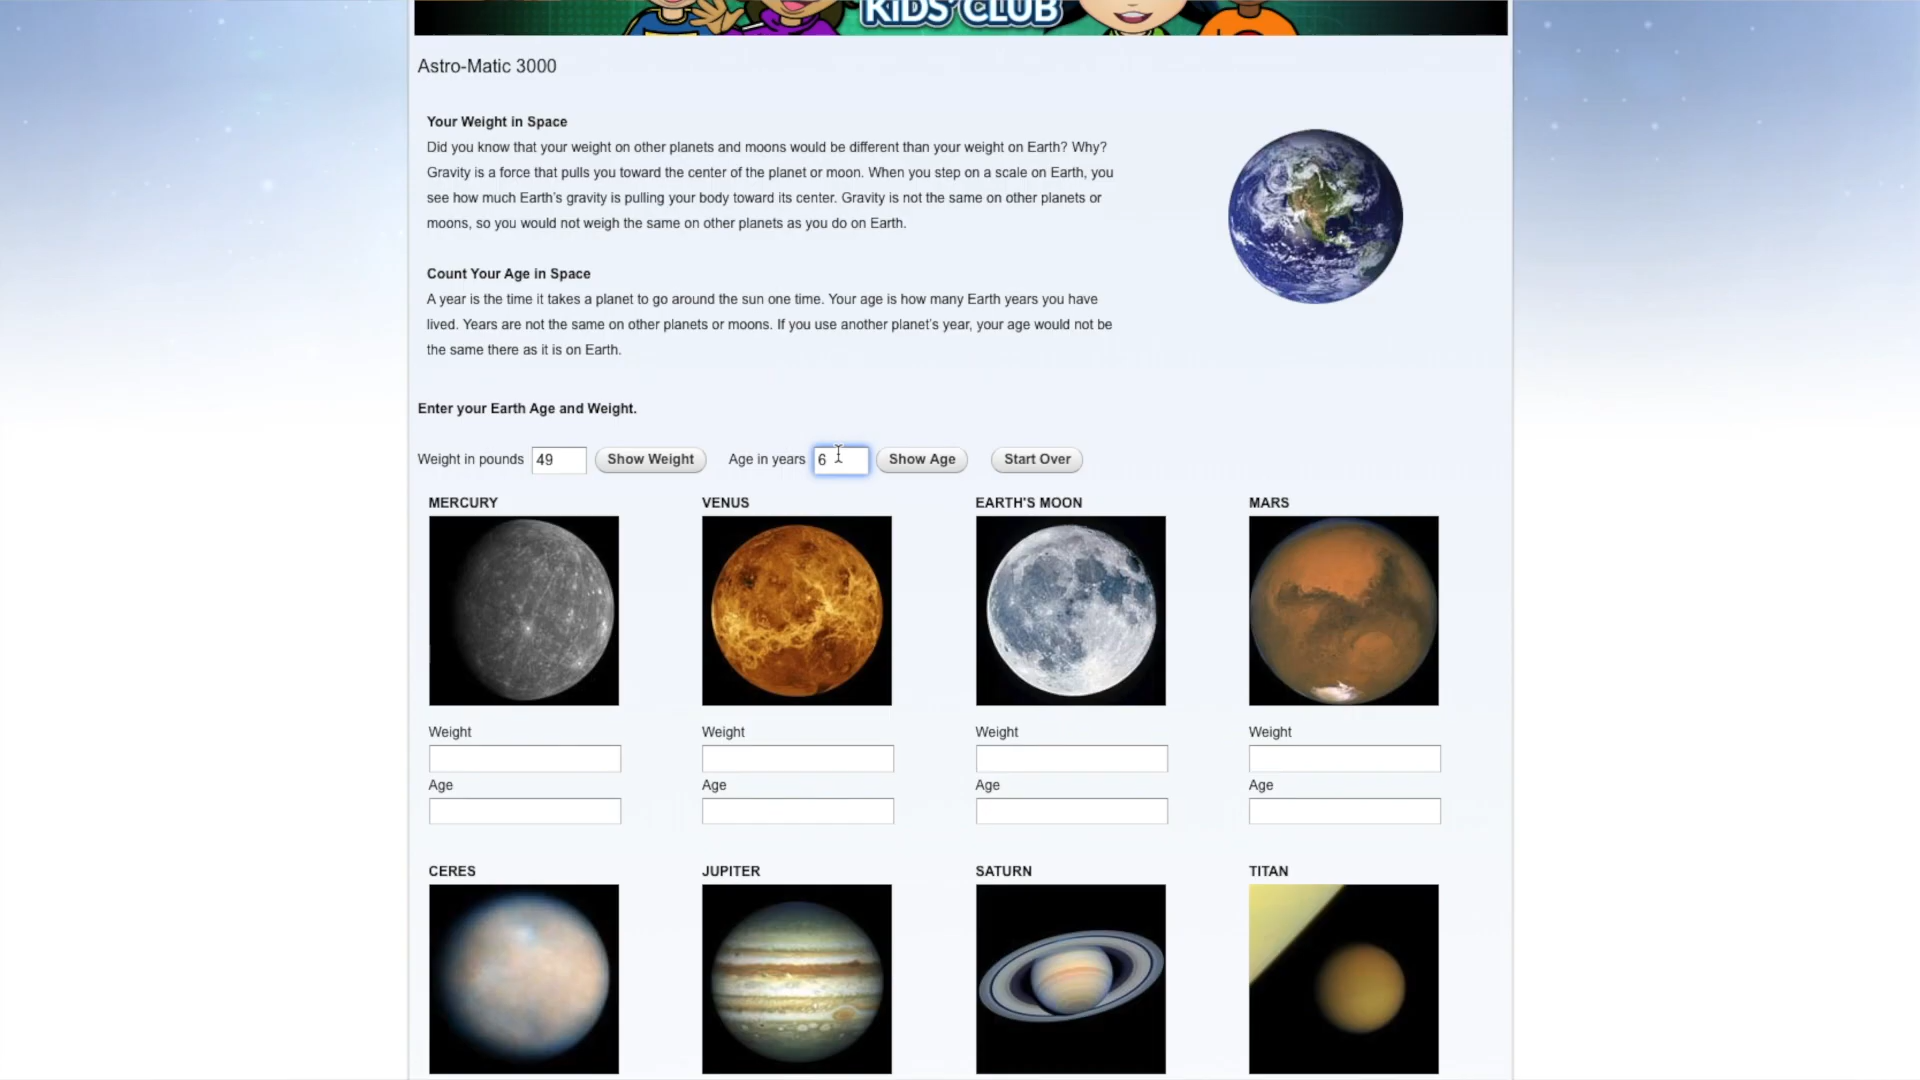 KIDS' CLUB
Astro-Matic 3000
Your Weight in Space
Did you know that your weight on other planets and moons would be different than your weight on Earth? Why?
Gravity is a force that pulls you toward the center of the planet or moon. When you step on a scale on Earth, you
see how much Earth's gravity is pulling your body toward its center. Gravity is not the same on other planets or
moons, so you would not weigh the same on other planets as you do on Earth.
Count Your Age in Space
A year is the time it takes a planet to go around the sun one time. Your age is how many Earth years you have
lived. Years are not the same on other planets or moons. If you use another planet's year, your age would not be
the same there as it is on Earth.
Enter your Earth Age and Weight.
Weight in pounds 49 Show Weight Age in years 6 Show Age Start Over
MERCURY VENUS EARTH'S MOON MARS
Weight Weight Weight Weight
Age Age Age Age
CERES JUPITER SATURN TITAN